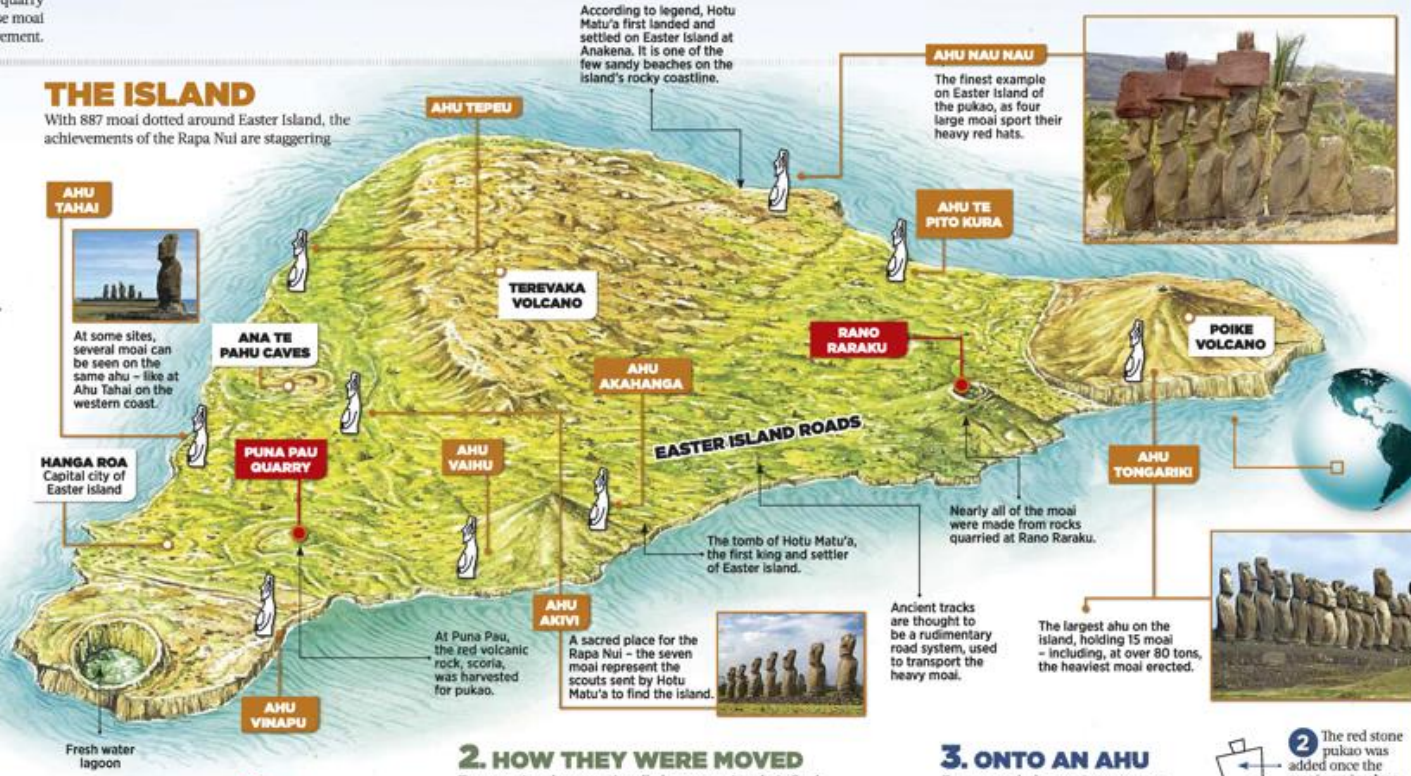 quarry
se moai
ement.
THE ISLAND
With 887 moai dotted around Easter Island, the
achievements of the Rapa Nui are staggering
According to legend, Hotu
Matu'a first landed and
settled on Easter Island at
Anakena. It is one of the
few sandy beaches on the
island's rocky coastline.
AHU NAU NAU
The finest example
on Easter Island of
the pukao, as four
large moai sport their
heavy red hats.
AHU TEPEU
AHU
TAHAI
At some sites,
several moai can
be seen on the
same ahu – like at
Ahu Tahai on the
western coast.
AHU TE
PITO KURA
TEREVAKA
VOLCANO
ANA TE
PAHU CAVES
RANO
RARAKU
POIKE
VOLCANO
AHU
AKAHANGA
EASTER ISLAND ROADS
HANGA ROA
Capital city of
Easter island
PUNA PAU
QUARRY
AHU
VAIHU
AHU
TONGARIKI
Nearly all of the moai
were made from rocks
quarried at Rano Raraku.
The tomb of Hotu Matu'a,
the first king and settler
of Easter island.
AHU
AKIVI
A sacred place for the
Rapa Nui – the seven
moai represent the
scouts sent by Hotu
Matu'a to find the island.
At Puna Pau,
the red volcanic
rock, scoria,
was harvested
for pukao.
Ancient tracks
are thought to
be a rudimentary
road system, used
to transport the
heavy moai.
The largest ahu on the
island, holding 15 moai
– including, at over 80 tons,
the heaviest moai erected.
AHU
VINAPU
Fresh water
lagoon
2. HOW THEY WERE MOVED
3. ONTO AN AHU
2 The red stone
pukao was
added once the